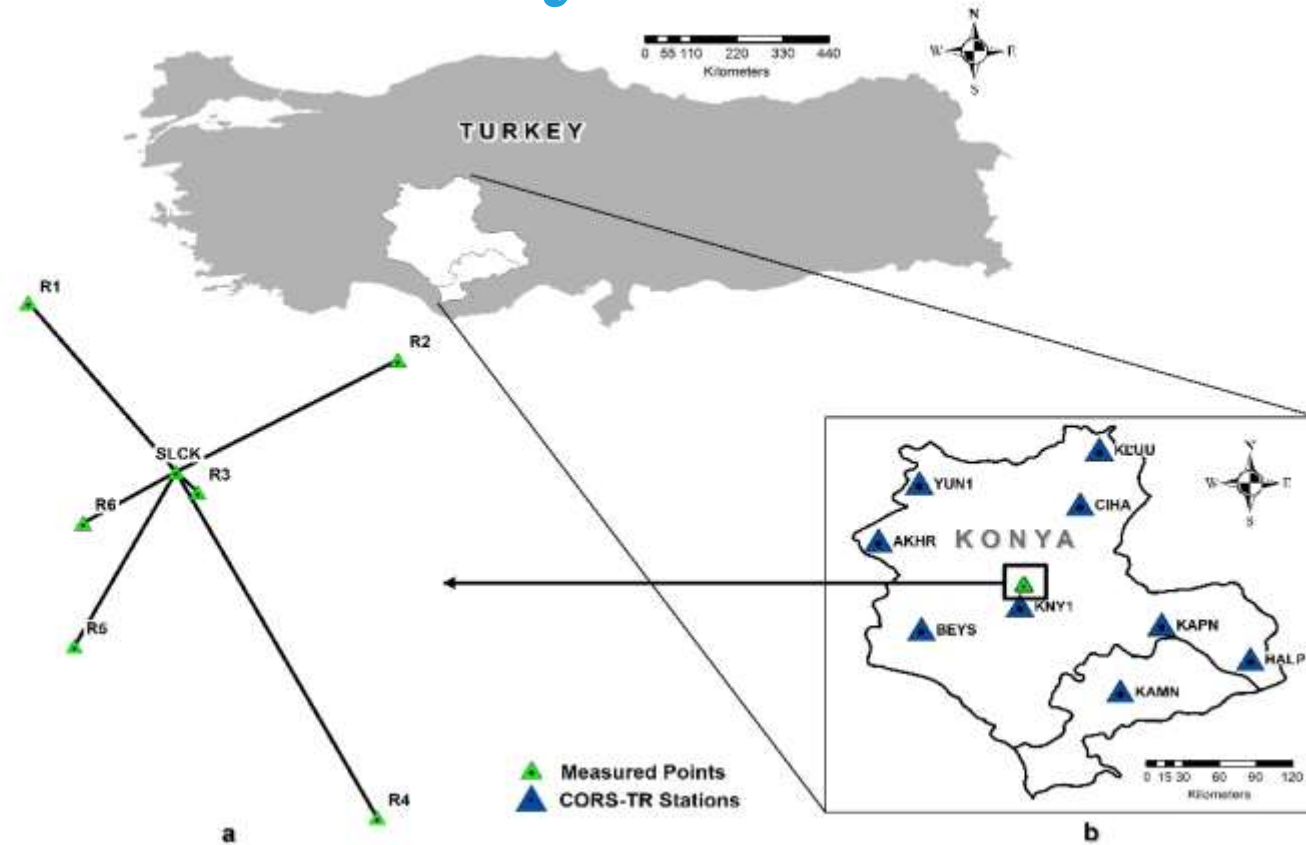 N
W E
S
0 55 110 220 330 440
Kilometers
TURKEY
R1
R2
SLCK
R3
R6
R5
R4
a
Measured Points
CORS-TR Stations
N
W E
S
YUN1
CIHA
AKHR
KONYA
KNY1
BEYS
KAPN
HALP
KAMN
0 15 30 60 90 120
Kilometers
b